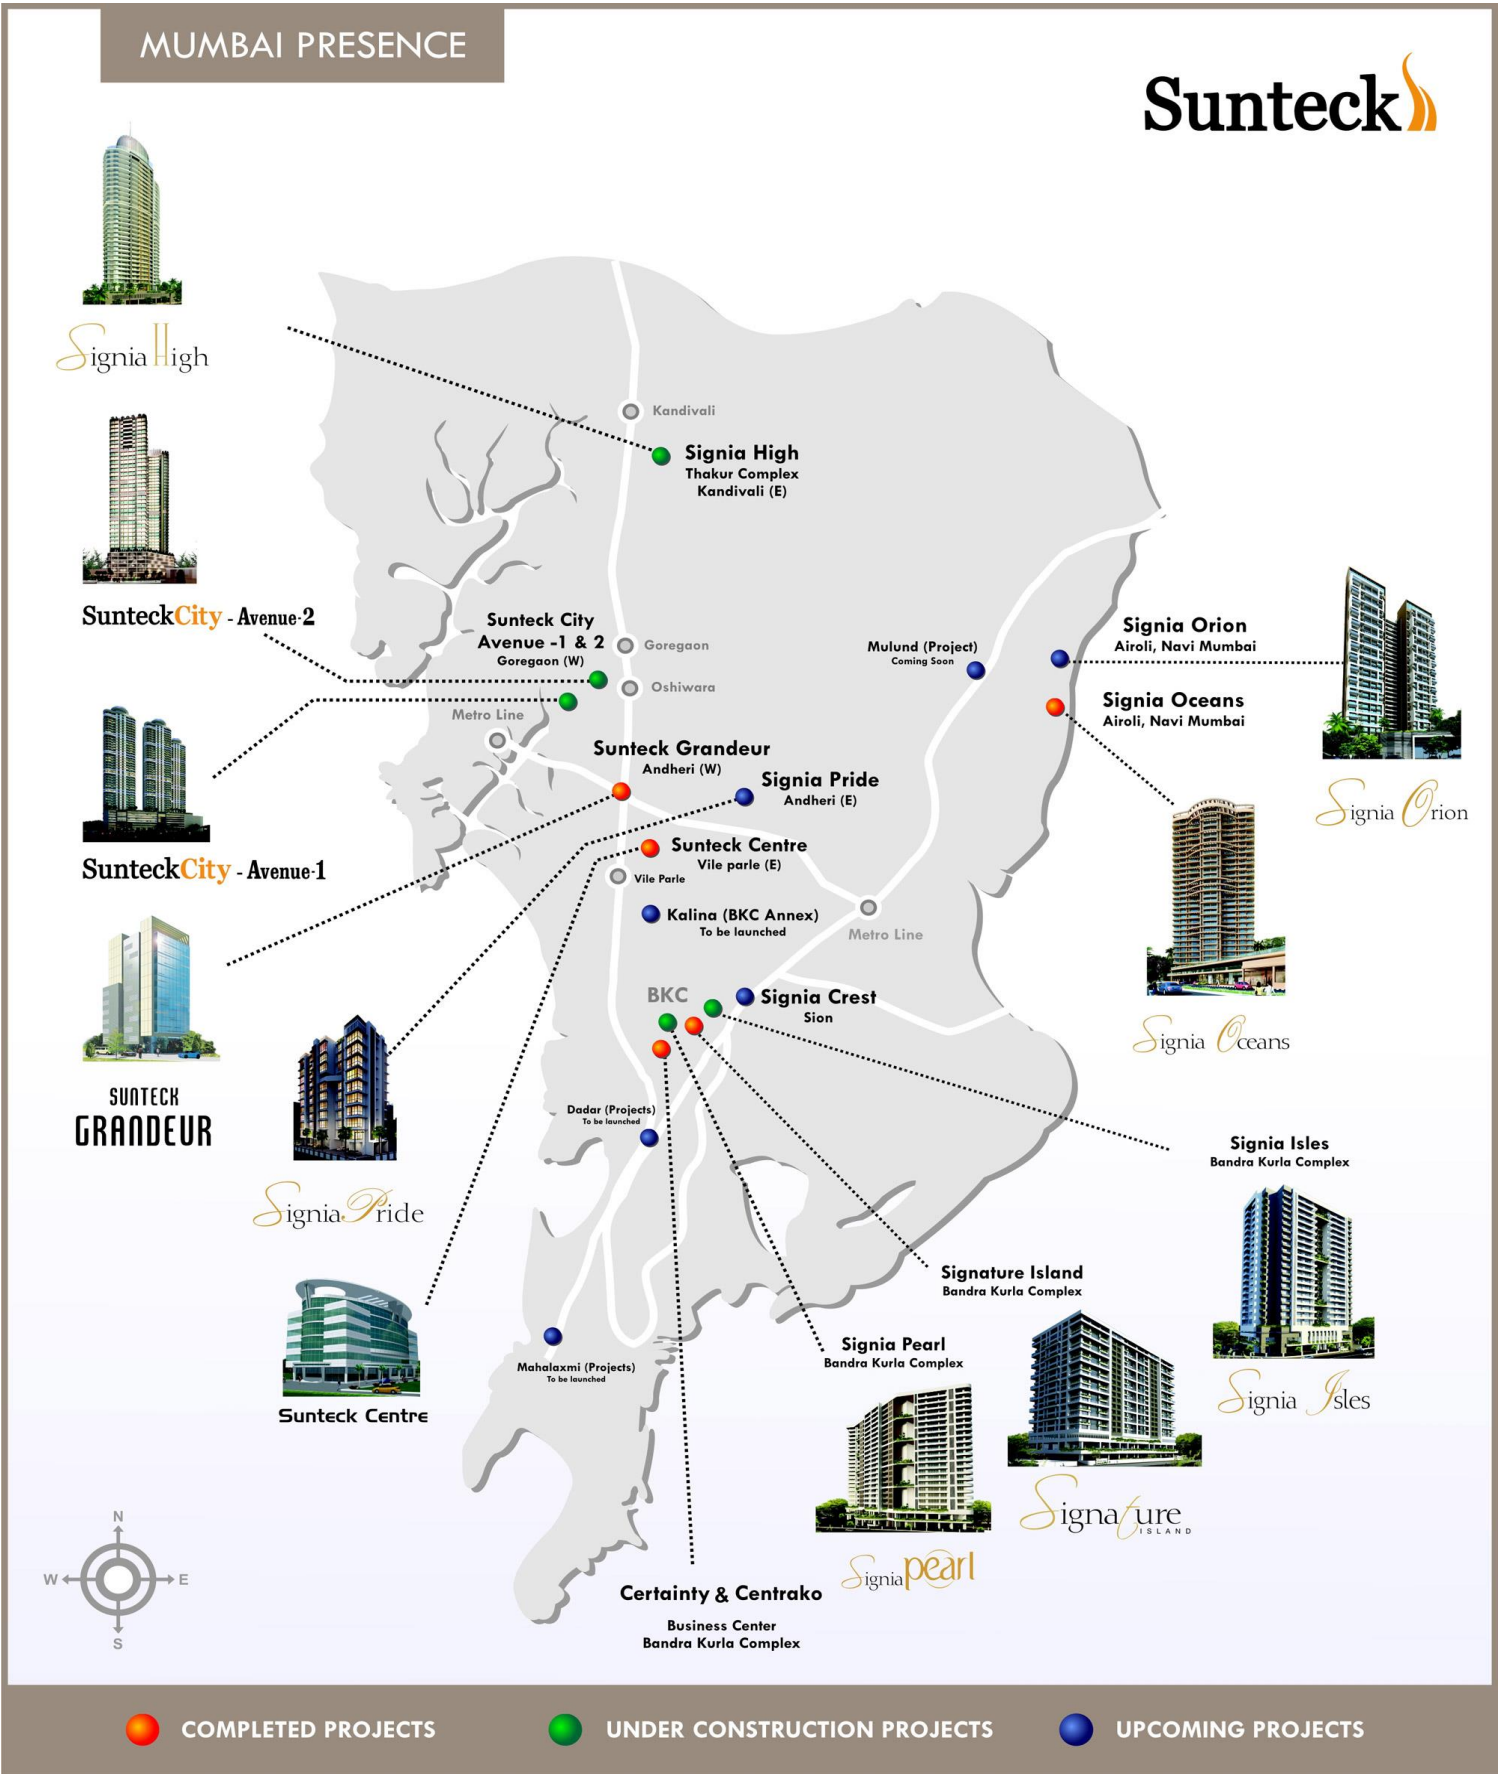 MUMBAI PRESENCE
Sunteck
Signia High
Kandivali
Signia High
Thakur Complex
Kandivali (E)
SunteckCity - Avenue-2
Sunteck City
Avenue -1 & 2
Goregaon (W)
Goregaon
Oshiwara
Metro Line
Mulund (Project)
Coming Soon
Signia Orion
Airoli, Navi Mumbai
Signia Oceans
Airoli, Navi Mumbai
Signia Orion
Sunteck Grandeur
Andheri (W)
Signia Pride
Andheri (E)
SunteckCity - Avenue-1
Sunteck Centre
Vile parle (E)
Vile Parle
Kalina (BKC Annex)
To be launched
Metro Line
BKC
Signia Crest
Sion
Signia Oceans
SUNTECK
GRANDEUR
Dadar (Projects)
To be launched
Signia Isles
Bandra Kurla Complex
Signia Pride
Signature Island
Bandra Kurla Complex
Signia Pearl
Bandra Kurla Complex
Mahalaxmi (Projects)
To be launched
Signia Isles
Sunteck Centre
Signature
ISLAND
Signia pearl
N
W
E
S
Certainty & Centrako
Business Center
Bandra Kurla Complex
COMPLETED PROJECTS
UNDER CONSTRUCTION PROJECTS
UPCOMING PROJECTS